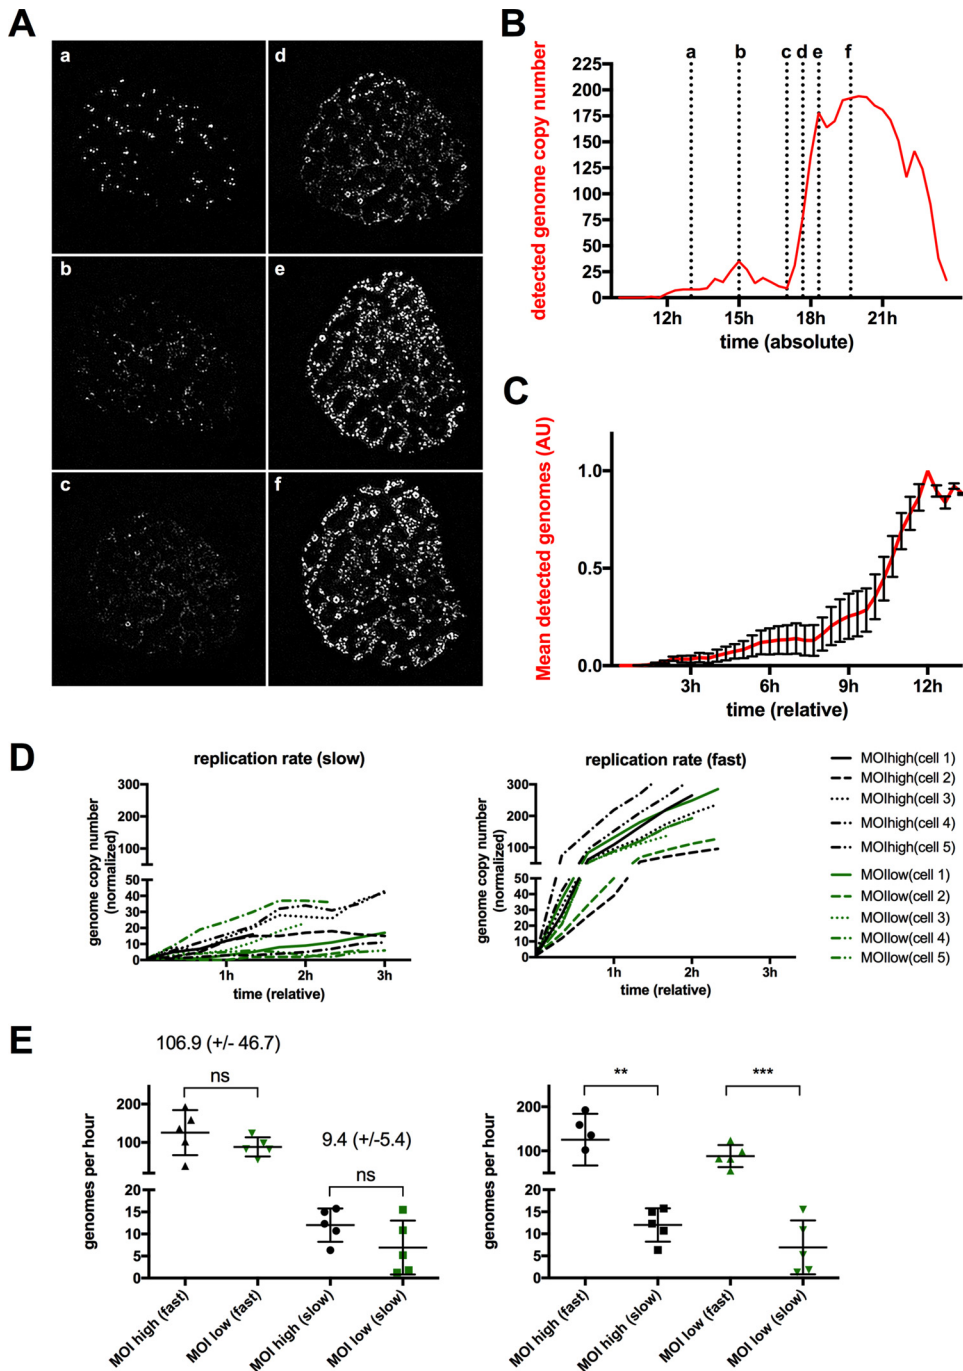 A
a
d
b
e
c
f
B
a b c d e f
detected genome copy number
225
200
175
150
125
100
75
50
25
0
12h 15h 18h 21h
time (absolute)
C
Mean detected genomes (AU)
1.0
0.5
0.0
3h 6h 9h 12h
time (relative)
D
replication rate (slow)
genome copy number
(normalized)
300
200
100
50
40
30
20
10
0
1h 2h 3h
time (relative)
replication rate (fast)
genome copy number
(normalized)
300
200
100
50
40
30
20
10
0
1h 2h 3h
time (relative)
MOIhigh(cell 1)
MOIhigh(cell 2)
MOIhigh(cell 3)
MOIhigh(cell 4)
MOIhigh(cell 5)
MOIlow(cell 1)
MOIlow(cell 2)
MOIlow(cell 3)
MOIlow(cell 4)
MOIlow(cell 5)
E
106.9 (+/- 46.7)
ns
9.4 (+/-5.4)
ns
genomes per hour
200
100
20
15
10
5
0
MOI high (fast)
MOI low (fast)
MOI high (slow)
MOI low (slow)
**
***
genomes per hour
200
100
20
15
10
5
0
MOI high (fast)
MOI high (slow)
MOI low (fast)
MOI low (slow)